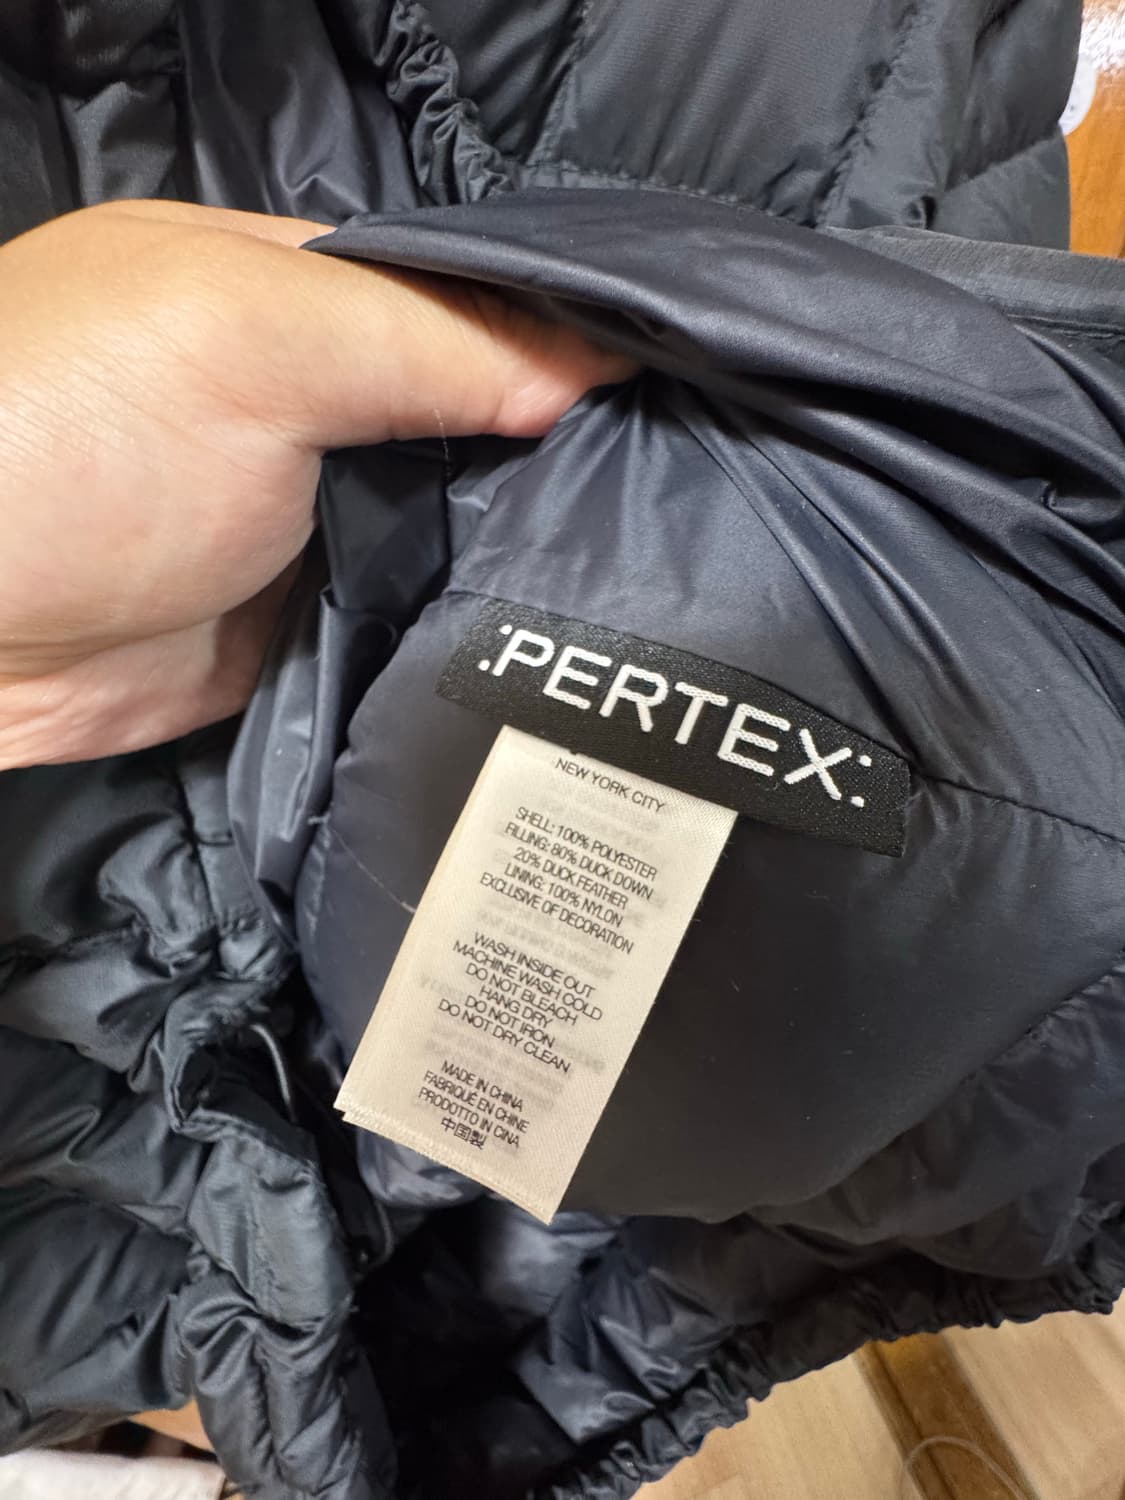 :PERTEX:
NEW YORK CITY
SHELL: 100% POLYESTER
FILLING: 80% DUCK DOWN
20% DUCK FEATHER
LINING: 100% NYLON
EXCLUSIVE OF DECORATION
WASH INSIDE OUT
MACHINE WASH COLD
DO NOT BLEACH
HANG DRY
DO NOT IRON
DO NOT DRY CLEAN
MADE IN CHINA
FABRIQUÉ EN CHINE
PRODOTTO IN CINA
中国製